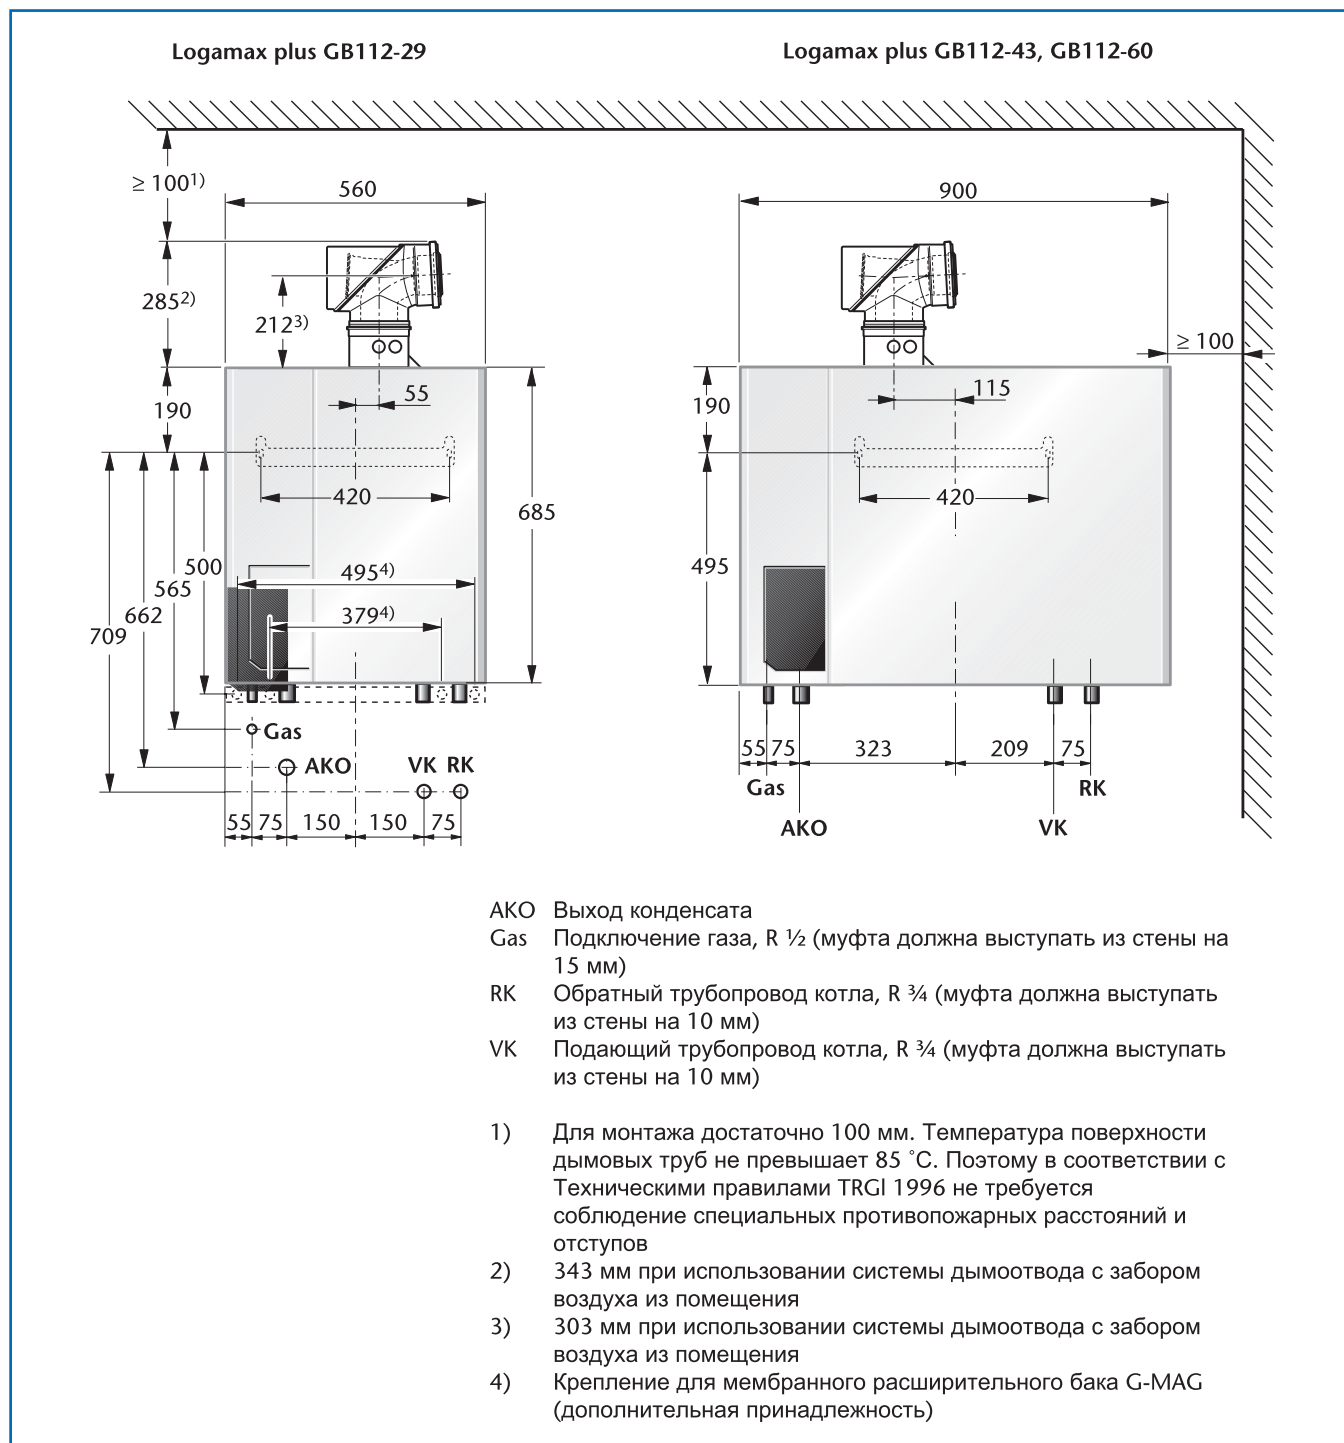 Logamax plus GB112-29
Logamax plus GB112-43, GB112-60
≥ 100¹⁾
560
900
285²⁾
212³⁾
≥ 100
190
55
190
115
420
420
685
500
495⁴⁾
495
565
662
379⁴⁾
709
Gas
AKO
VK
RK
55
75
150
150
75
55
75
323
209
75
Gas
RK
AKO
VK
AKO Выход конденсата
Gas Подключение газа, R ½ (муфта должна выступать из стены на
15 мм)
RK Обратный трубопровод котла, R ¾ (муфта должна выступать
из стены на 10 мм)
VK Подающий трубопровод котла, R ¾ (муфта должна выступать
из стены на 10 мм)
1) Для монтажа достаточно 100 мм. Температура поверхности
дымовых труб не превышает 85 ˚C. Поэтому в соответствии с
Техническими правилами TRGI 1996 не требуется
соблюдение специальных противопожарных расстояний и
отступов
2) 343 мм при использовании системы дымоотвода с забором
воздуха из помещения
3) 303 мм при использовании системы дымоотвода с забором
воздуха из помещения
4) Крепление для мембранного расширительного бака G-MAG
(дополнительная принадлежность)